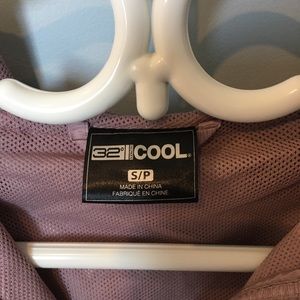 32° COOL®
S/P
MADE IN CHINA
FABRIQUÉ EN CHINE